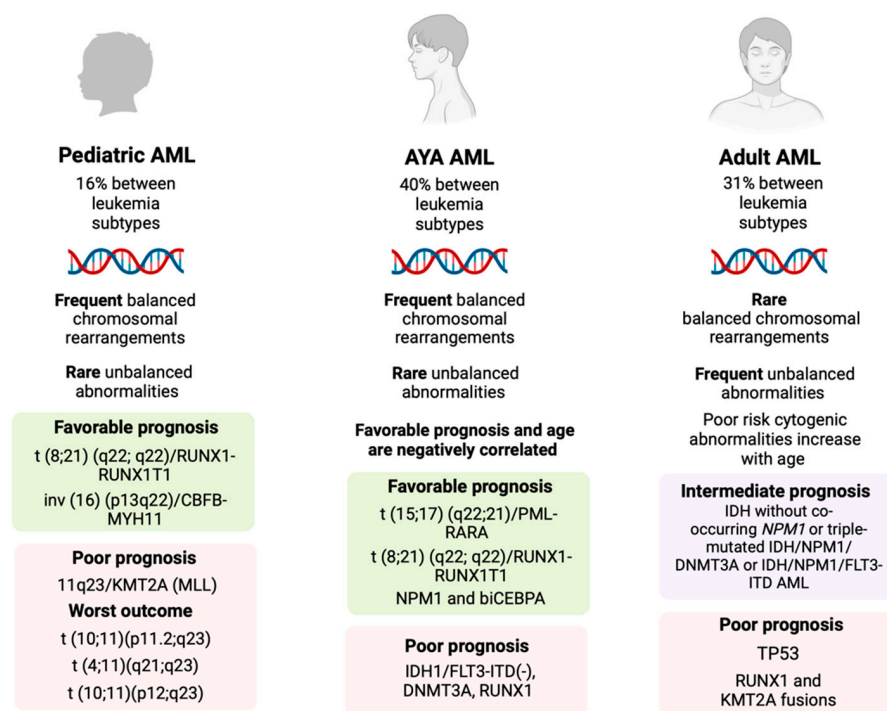 Pediatric AML
16% between
leukemia
subtypes
Frequent balanced
chromosomal
rearrangements
Rare unbalanced
abnormalities
Favorable prognosis
t (8;21) (q22; q22)/RUNX1-
RUNX1T1
inv (16) (p13q22)/CBFB-
MYH11
Poor prognosis
11q23/KMT2A (MLL)
Worst outcome
t (10;11)(p11.2;q23)
t (4;11)(q21;q23)
t (10;11)(p12;q23)
AYA AML
40% between
leukemia
subtypes
Frequent balanced
chromosomal
rearrangements
Rare unbalanced
abnormalities
Favorable prognosis and age
are negatively correlated
Favorable prognosis
t (15;17) (q22;21)/PML-
RARA
t (8;21) (q22; q22)/RUNX1-
RUNX1T1
NPM1 and biCEBPA
Poor prognosis
IDH1/FLT3-ITD(-),
DNMT3A, RUNX1
Adult AML
31% between
leukemia
subtypes
Rare
balanced chromosomal
rearrangements
Frequent unbalanced
abnormalities
Poor risk cytogenic
abnormalities increase
with age
Intermediate prognosis
IDH without co-
occurring NPM1 or triple-
mutated IDH/NPM1/
DNMT3A or IDH/NPM1/FLT3-
ITD AML
Poor prognosis
TP53
RUNX1 and
KMT2A fusions